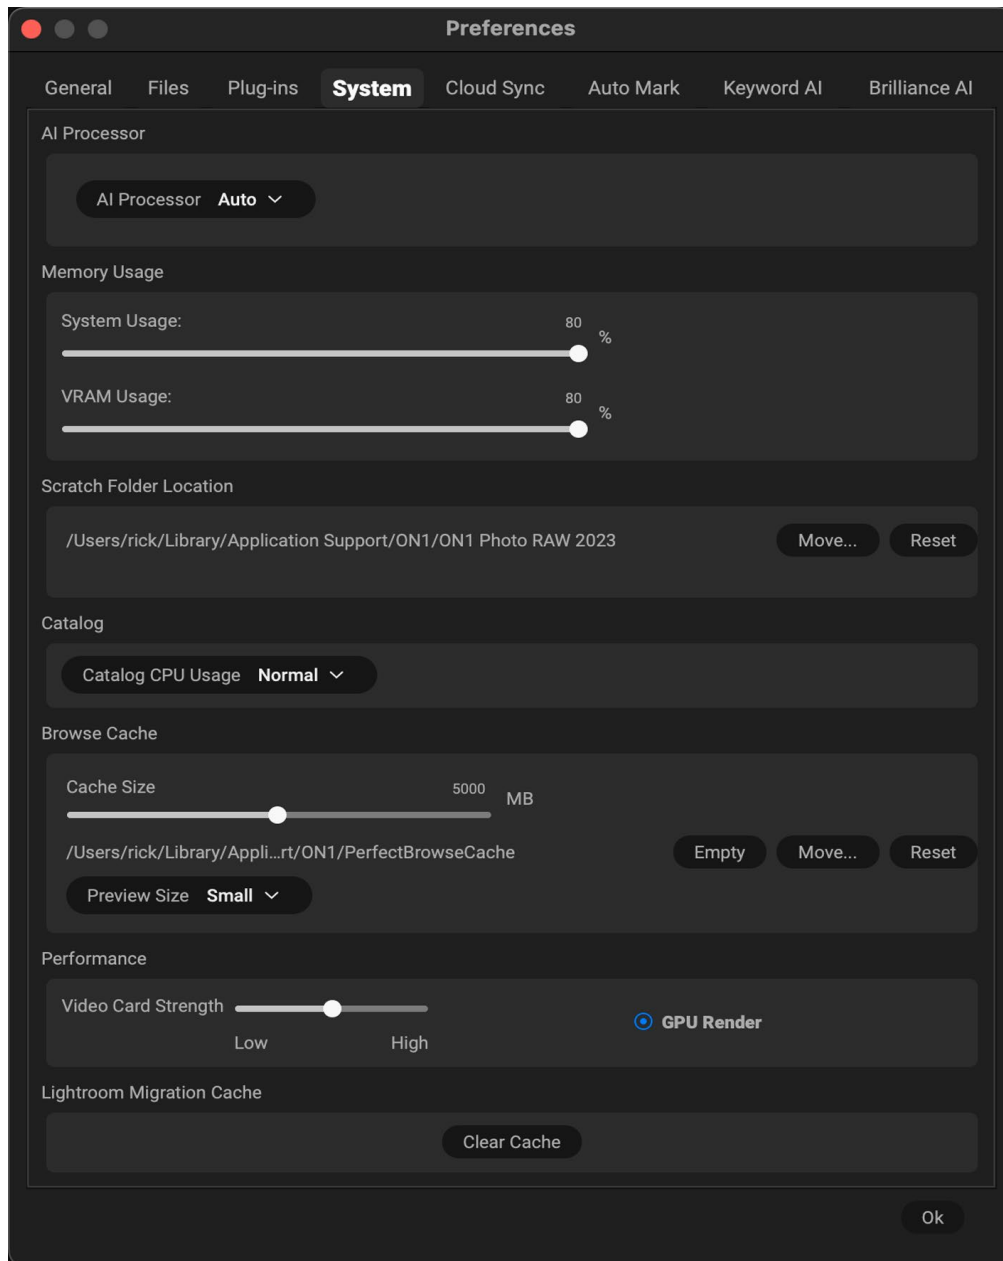 Preferences
General Files Plug-ins System Cloud Sync Auto Mark Keyword AI Brilliance AI
AI Processor
AI Processor Auto
Memory Usage
System Usage: 80 %
VRAM Usage: 80 %
Scratch Folder Location
/Users/rick/Library/Application Support/ON1/ON1 Photo RAW 2023 Move... Reset
Catalog
Catalog CPU Usage Normal
Browse Cache
Cache Size 5000 MB
/Users/rick/Library/Appli...rt/ON1/PerfectBrowseCache Empty Move... Reset
Preview Size Small
Performance
Video Card Strength GPU Render
Low High
Lightroom Migration Cache
Clear Cache
Ok